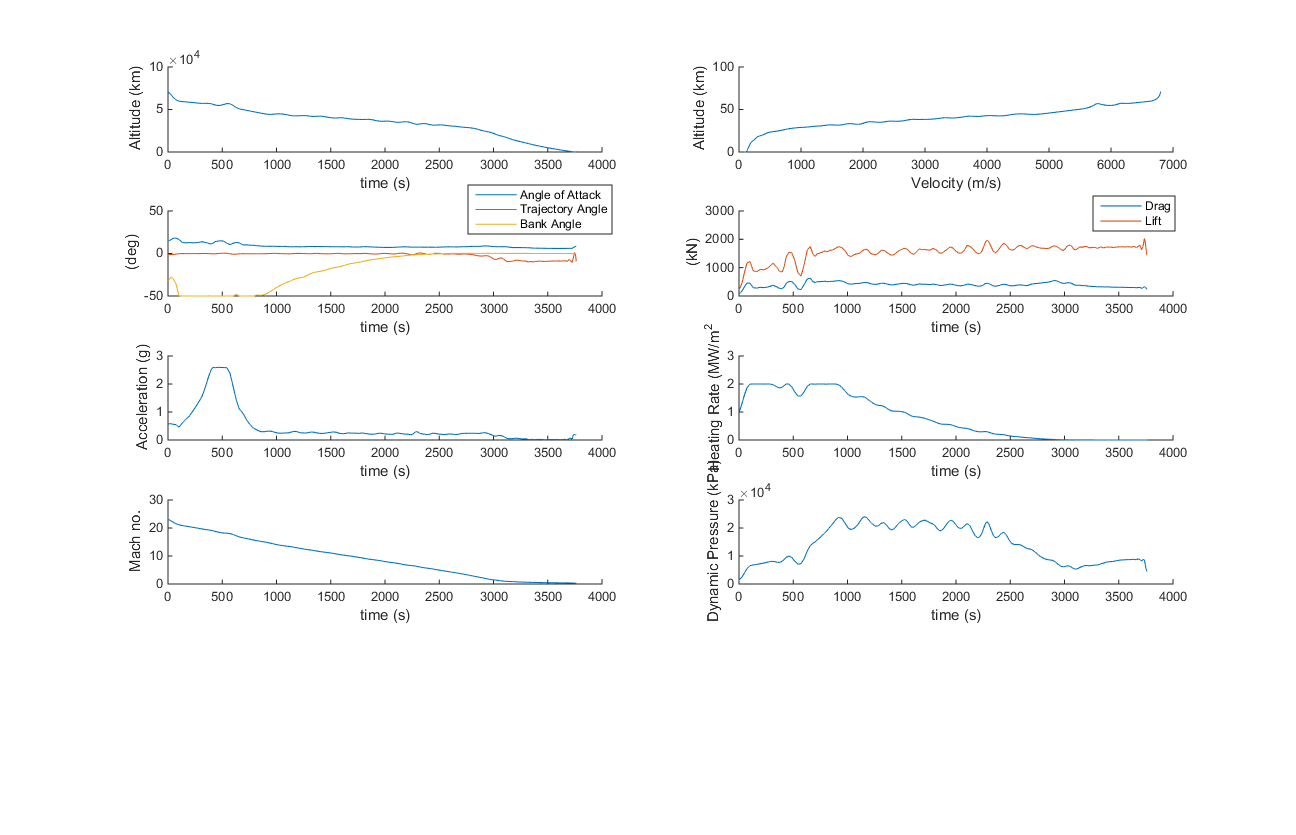 ×10^4
10
5
0
Altitude (km)
0 500 1000 1500 2000 2500 3000 3500 4000
time (s)
100
50
0
Altitude (km)
0 1000 2000 3000 4000 5000 6000 7000
Velocity (m/s)
Angle of Attack
Trajectory Angle
Bank Angle
50
0
-50
(deg)
0 500 1000 1500 2000 2500 3000 3500 4000
time (s)
Drag
Lift
3000
2000
1000
0
(kN)
0 500 1000 1500 2000 2500 3000 3500 4000
time (s)
3
2
1
0
Acceleration (g)
0 500 1000 1500 2000 2500 3000 3500 4000
time (s)
3
2
1
0
Heating Rate (MW/m^2
0 500 1000 1500 2000 2500 3000 3500 4000
time (s)
30
20
10
0
Mach no.
0 500 1000 1500 2000 2500 3000 3500 4000
time (s)
×10^4
3
2
1
0
Dynamic Pressure (kPa)
0 500 1000 1500 2000 2500 3000 3500 4000
time (s)